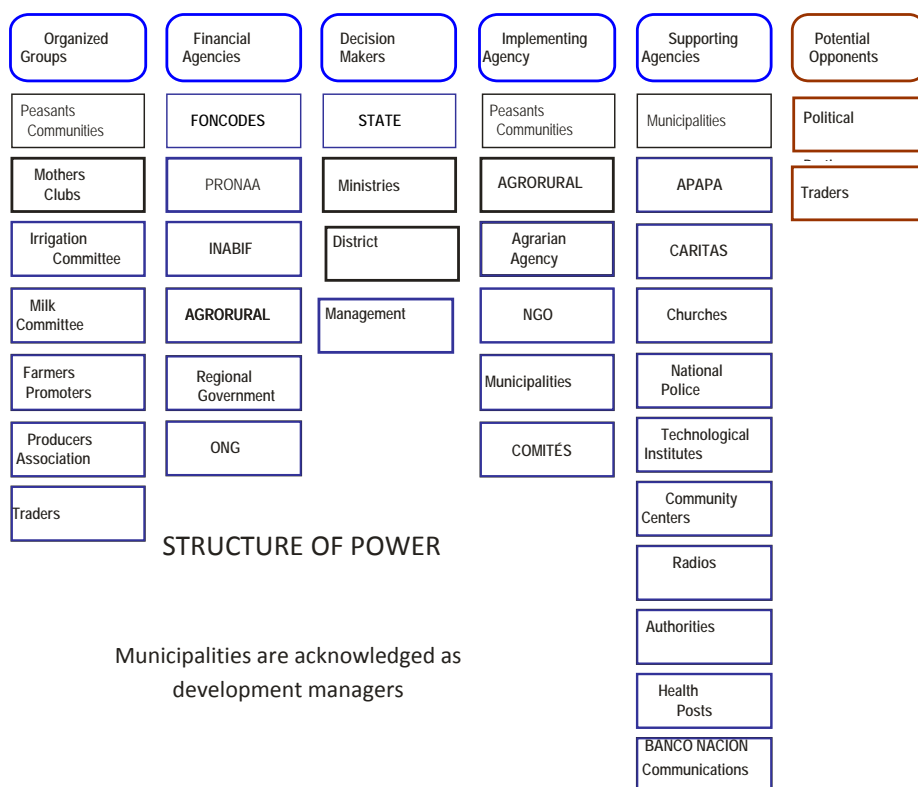 Organized
Groups
Peasants
Communities
Mothers
Clubs
Irrigation
Committee
Milk
Committee
Farmers
Promoters
Producers
Association
Traders
Financial
Agencies
FONCODES
PRONAA
INABIF
AGRORURAL
Regional
Government
ONG
Decision
Makers
STATE
Ministries
District
Management
Implementing
Agency
Peasants
Communities
AGRORURAL
Agrarian
Agency
NGO
Municipalities
COMITÉS
Supporting
Agencies
Municipalities
APAPA
CARITAS
Churches
National
Police
Technological
Institutes
Community
Centers
Radios
Authorities
Health
Posts
BANCO NACION
Communications
Potential
Opponents
Political
Traders
STRUCTURE OF POWER
Municipalities are acknowledged as
development managers